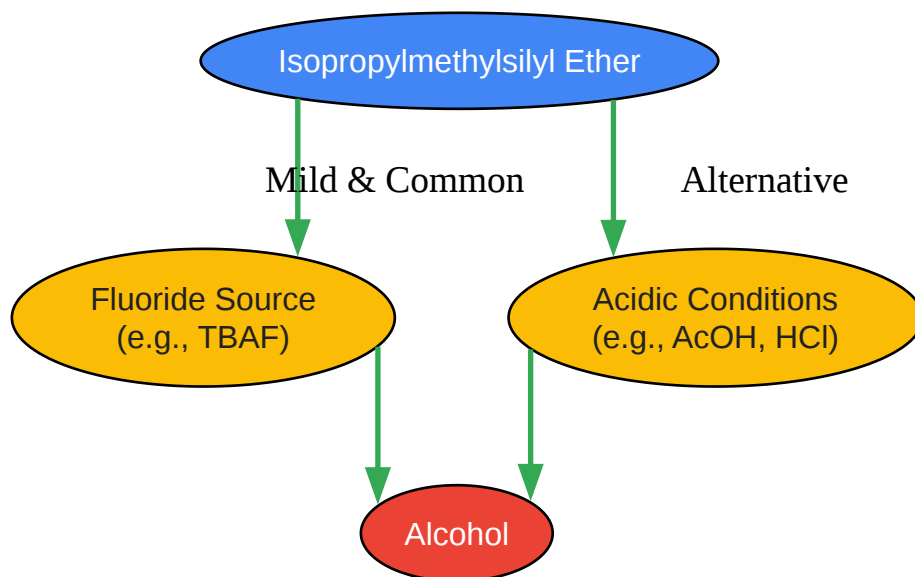 Isopropylmethylsilyl Ether
Mild & Common
Alternative
Fluoride Source
(e.g., TBAF)
Acidic Conditions
(e.g., AcOH, HCl)
Alcohol